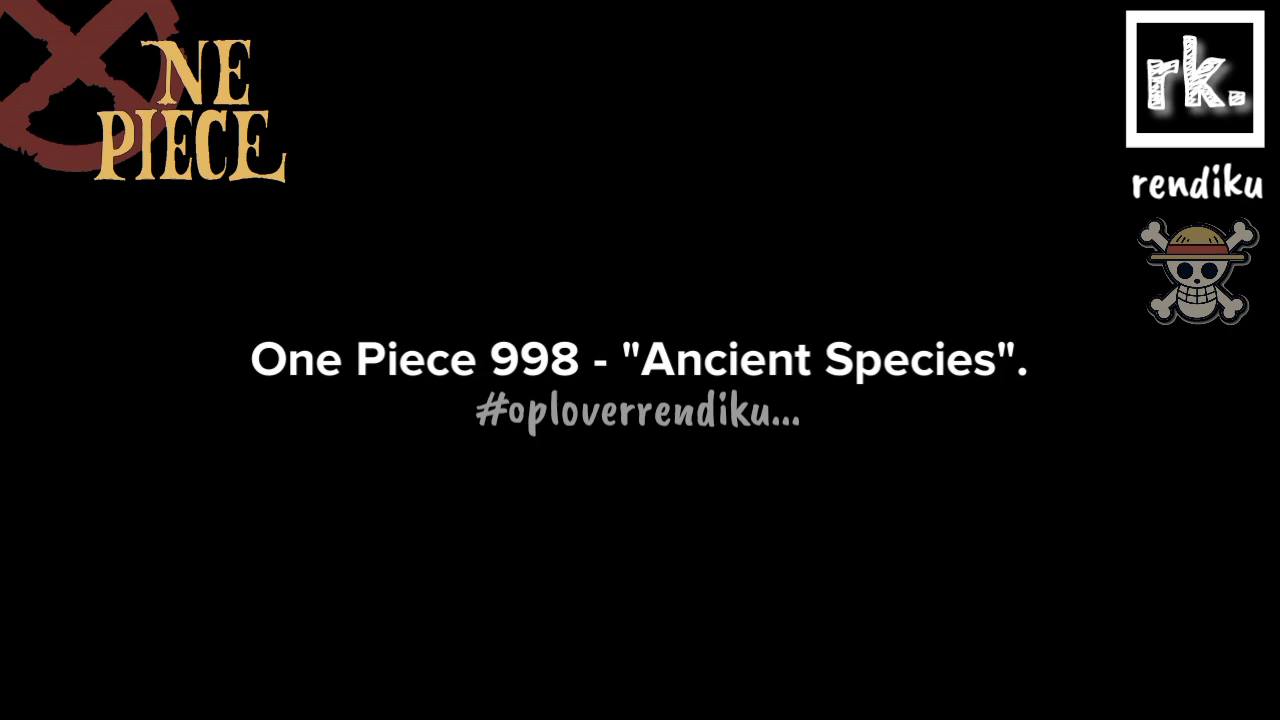 ONE
PIECE
rk.
rendiku
One Piece 998 - "Ancient Species".
#oploverrendiku...